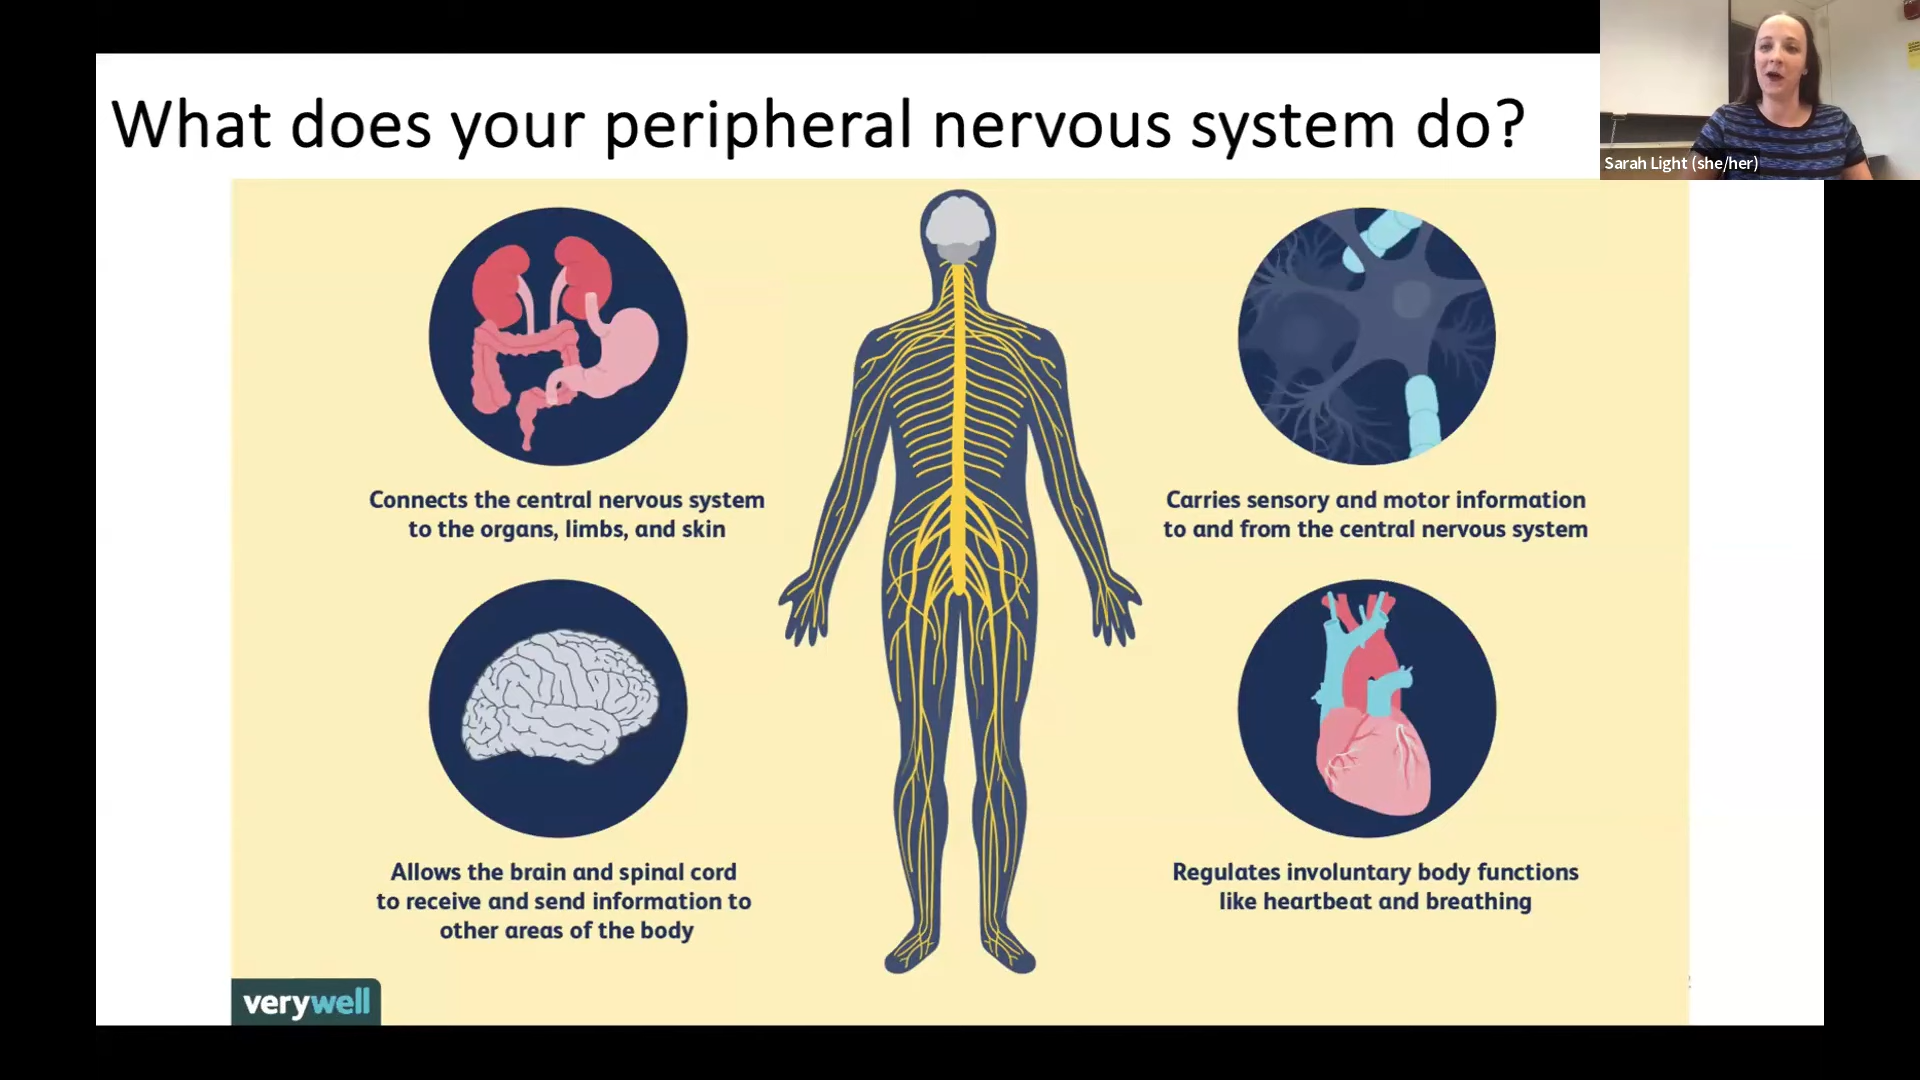 What does your peripheral nervous system do?
Sarah Light (she/her)
Connects the central nervous system
to the organs, limbs, and skin
Carries sensory and motor information
to and from the central nervous system
Allows the brain and spinal cord
to receive and send information to
other areas of the body
Regulates involuntary body functions
like heartbeat and breathing
verywell